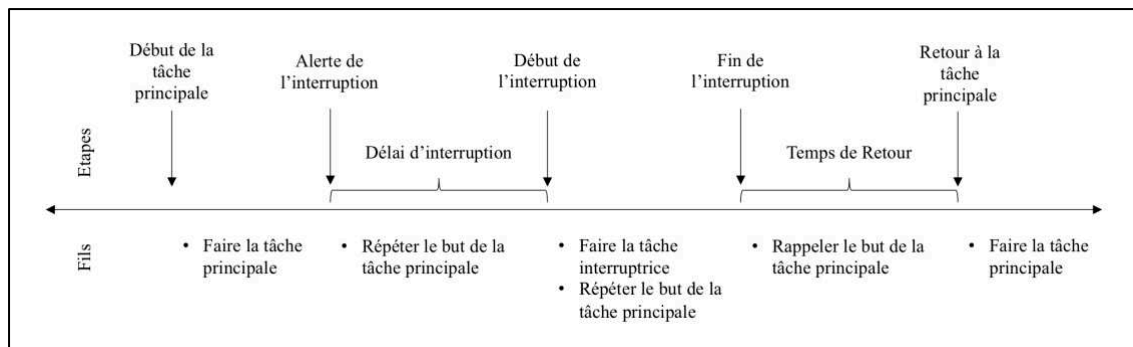 Début de la
tâche
principale
Alerte de
l'interruption
Début de
l'interruption
Fin de
l'interruption
Retour à la
tâche
principale
Etapes
Délai d'interruption
Temps de Retour
Fils
• Faire la tâche
principale
• Répéter le but de la
tâche principale
• Faire la tâche
interruptrice
• Répéter le but de la
tâche principale
• Rappeler le but de la
tâche principale
• Faire la tâche
principale